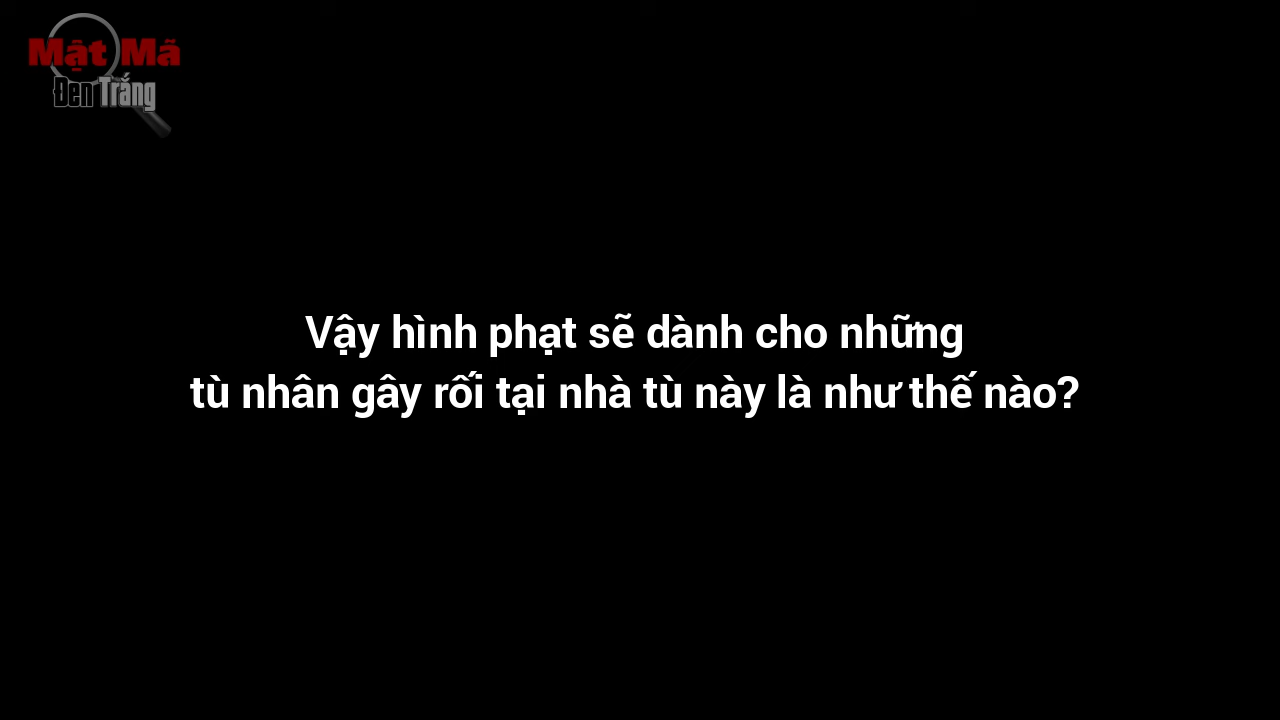 Mật Mã
Đen Trắng
Vậy hình phạt sẽ dành cho những
tù nhân gây rối tại nhà tù này là như thế nào?